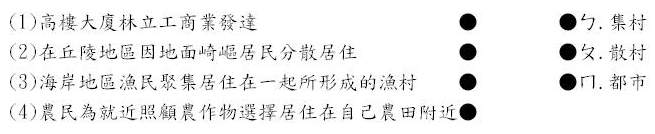 (1)高樓大廈林立工商業發達 ● ●ㄅ.集村
(2)在丘陵地區因地面崎嶇居民分散居住 ● ●ㄆ.散村
(3)海岸地區漁民聚集居住在一起所形成的漁村 ● ●ㄇ.都市
(4)農民為就近照顧農作物選擇居住在自己農田附近●